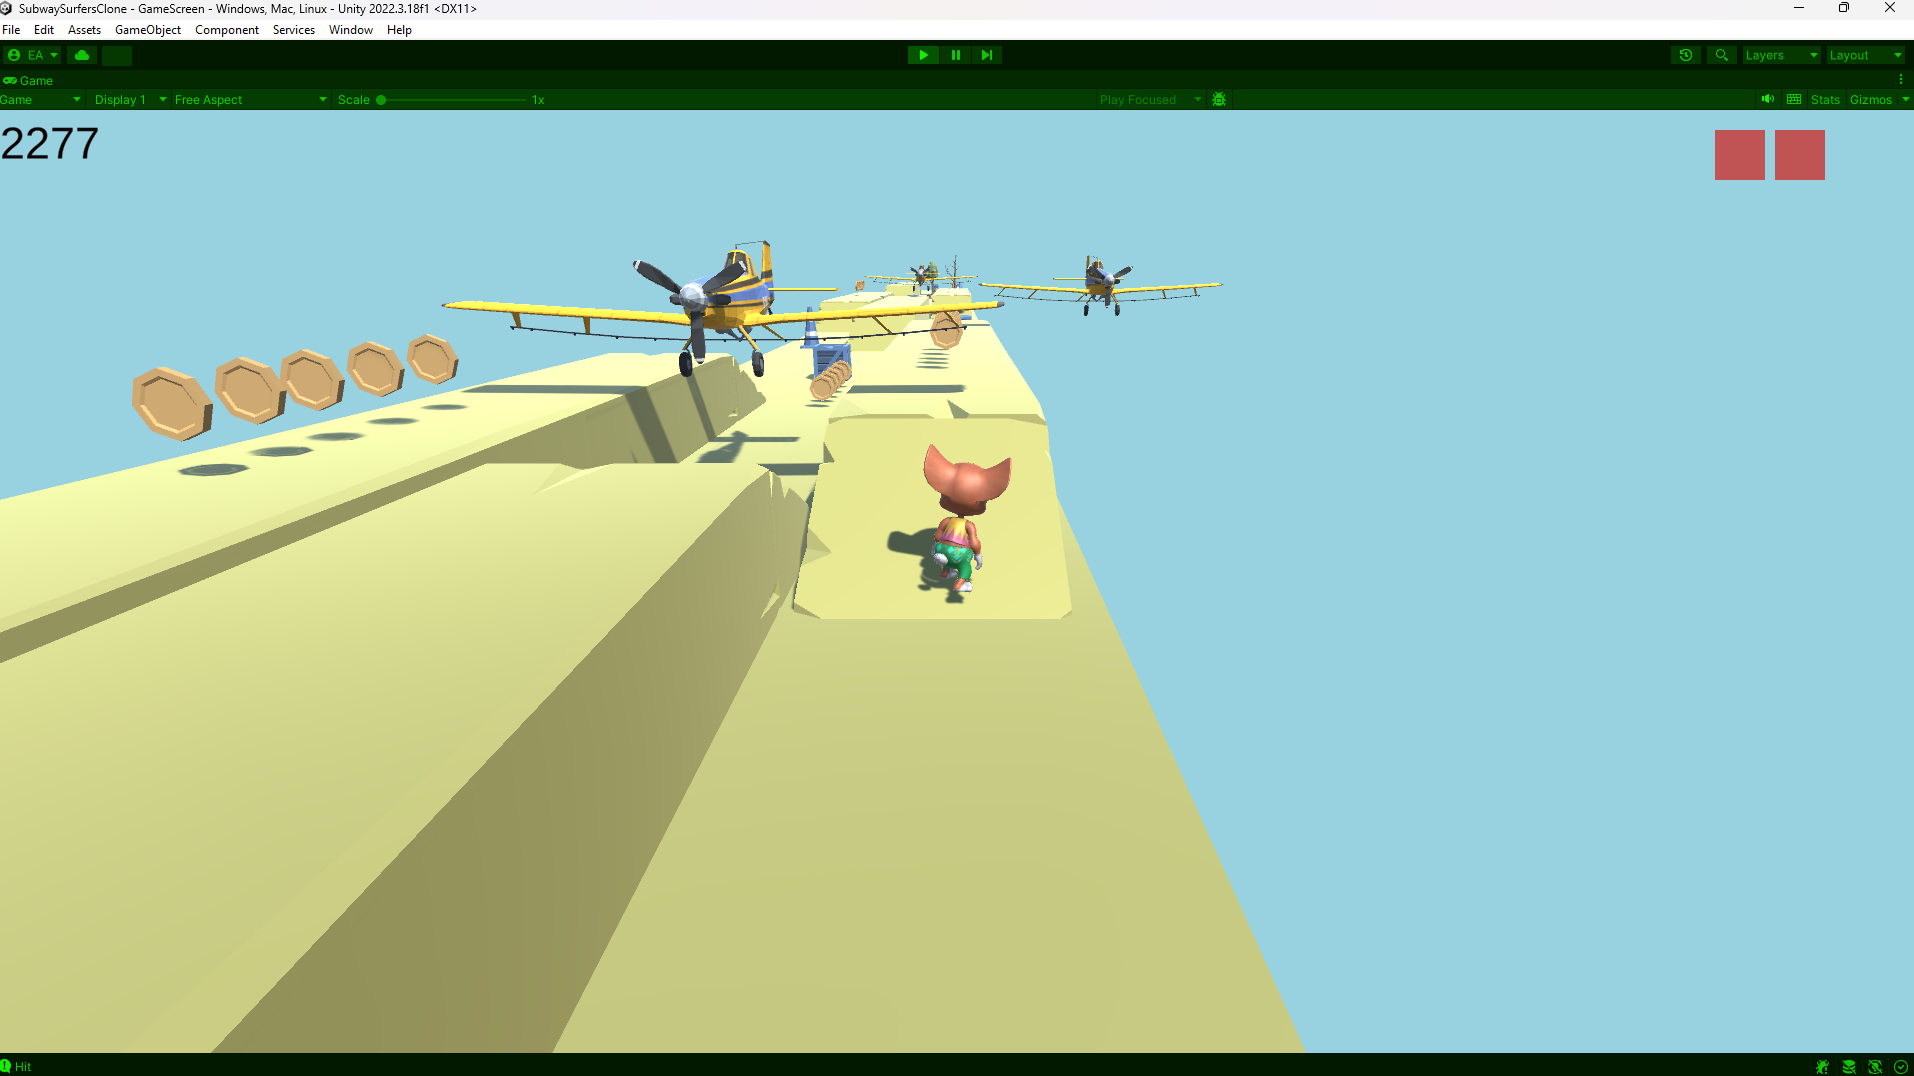 SubwaySurfersClone - GameScreen - Windows, Mac, Linux - Unity 2022.3.18f1 <DX11>
File Edit Assets GameObject Component Services Window Help
EA Layers Layout
Game
Game Display 1 Free Aspect Scale 1x Play Focused Stats Gizmos
2277
Hit